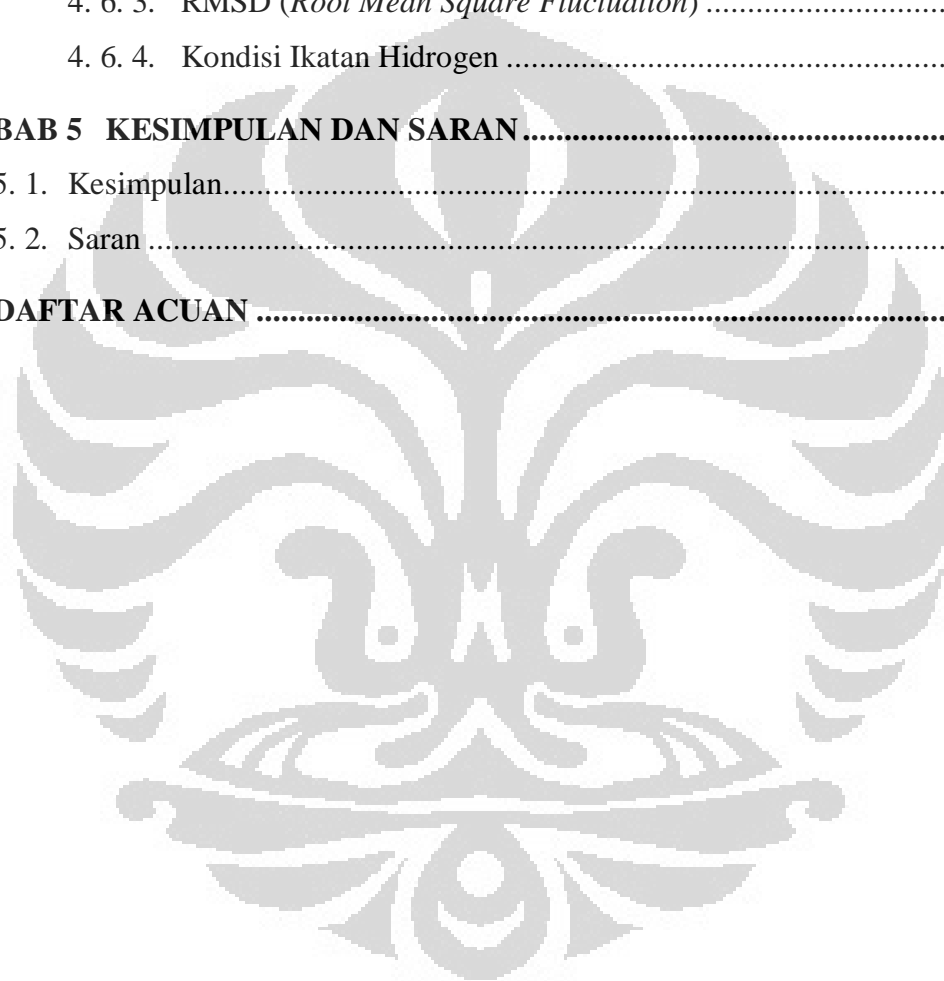 4. 6. 3. RMSD (Root Mean Square Fluctuation) ........................................
4. 6. 4. Kondisi Ikatan Hidrogen ................................................................
BAB 5 KESIMPULAN DAN SARAN ....................................................
5. 1. Kesimpulan ..........................................................................................
5. 2. Saran ....................................................................................................
DAFTAR ACUAN ...................................................................................